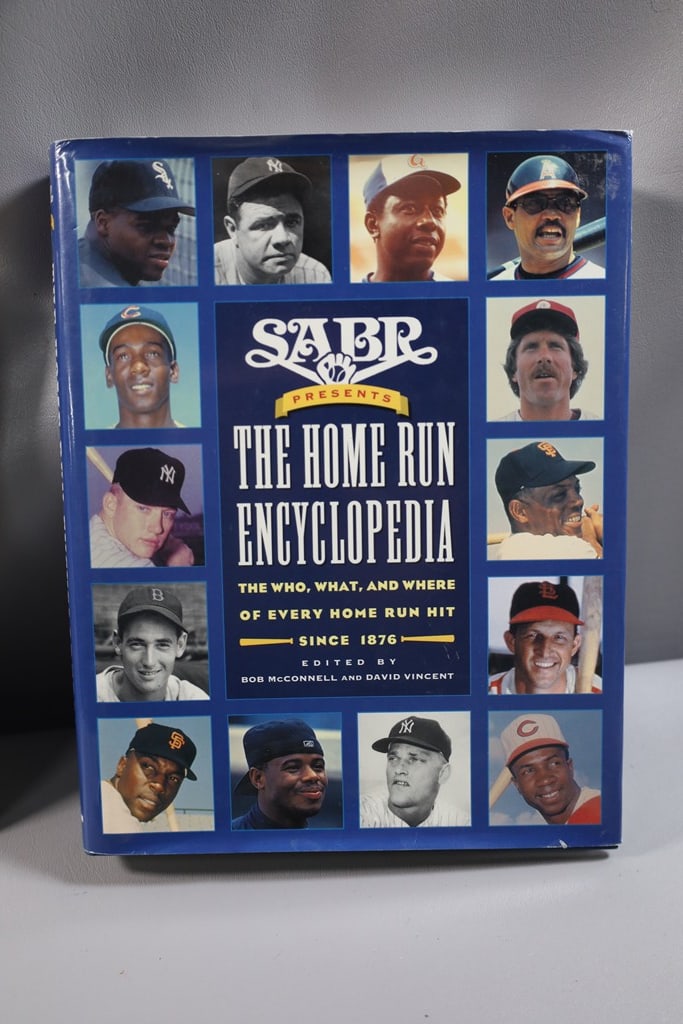 SABR
PRESENTS
THE HOME RUN
ENCYCLOPEDIA
THE WHO, WHAT, AND WHERE
OF EVERY HOME RUN HIT
SINCE 1876
EDITED BY
BOB McCONNELL AND DAVID VINCENT